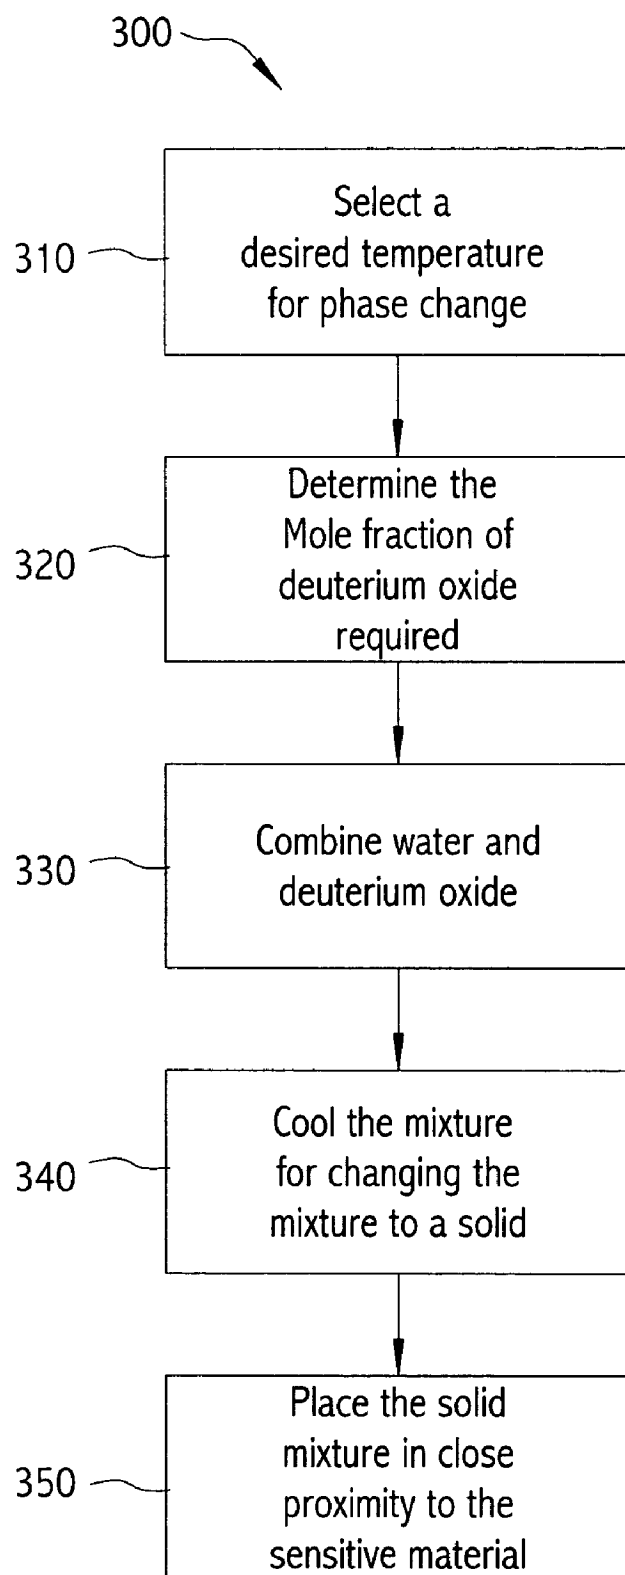 300
310
Select a
desired temperature
for phase change
320
Determine the
Mole fraction of
deuterium oxide
required
330
Combine water and
deuterium oxide
340
Cool the mixture
for changing the
mixture to a solid
350
Place the solid
mixture in close
proximity to the
sensitive material